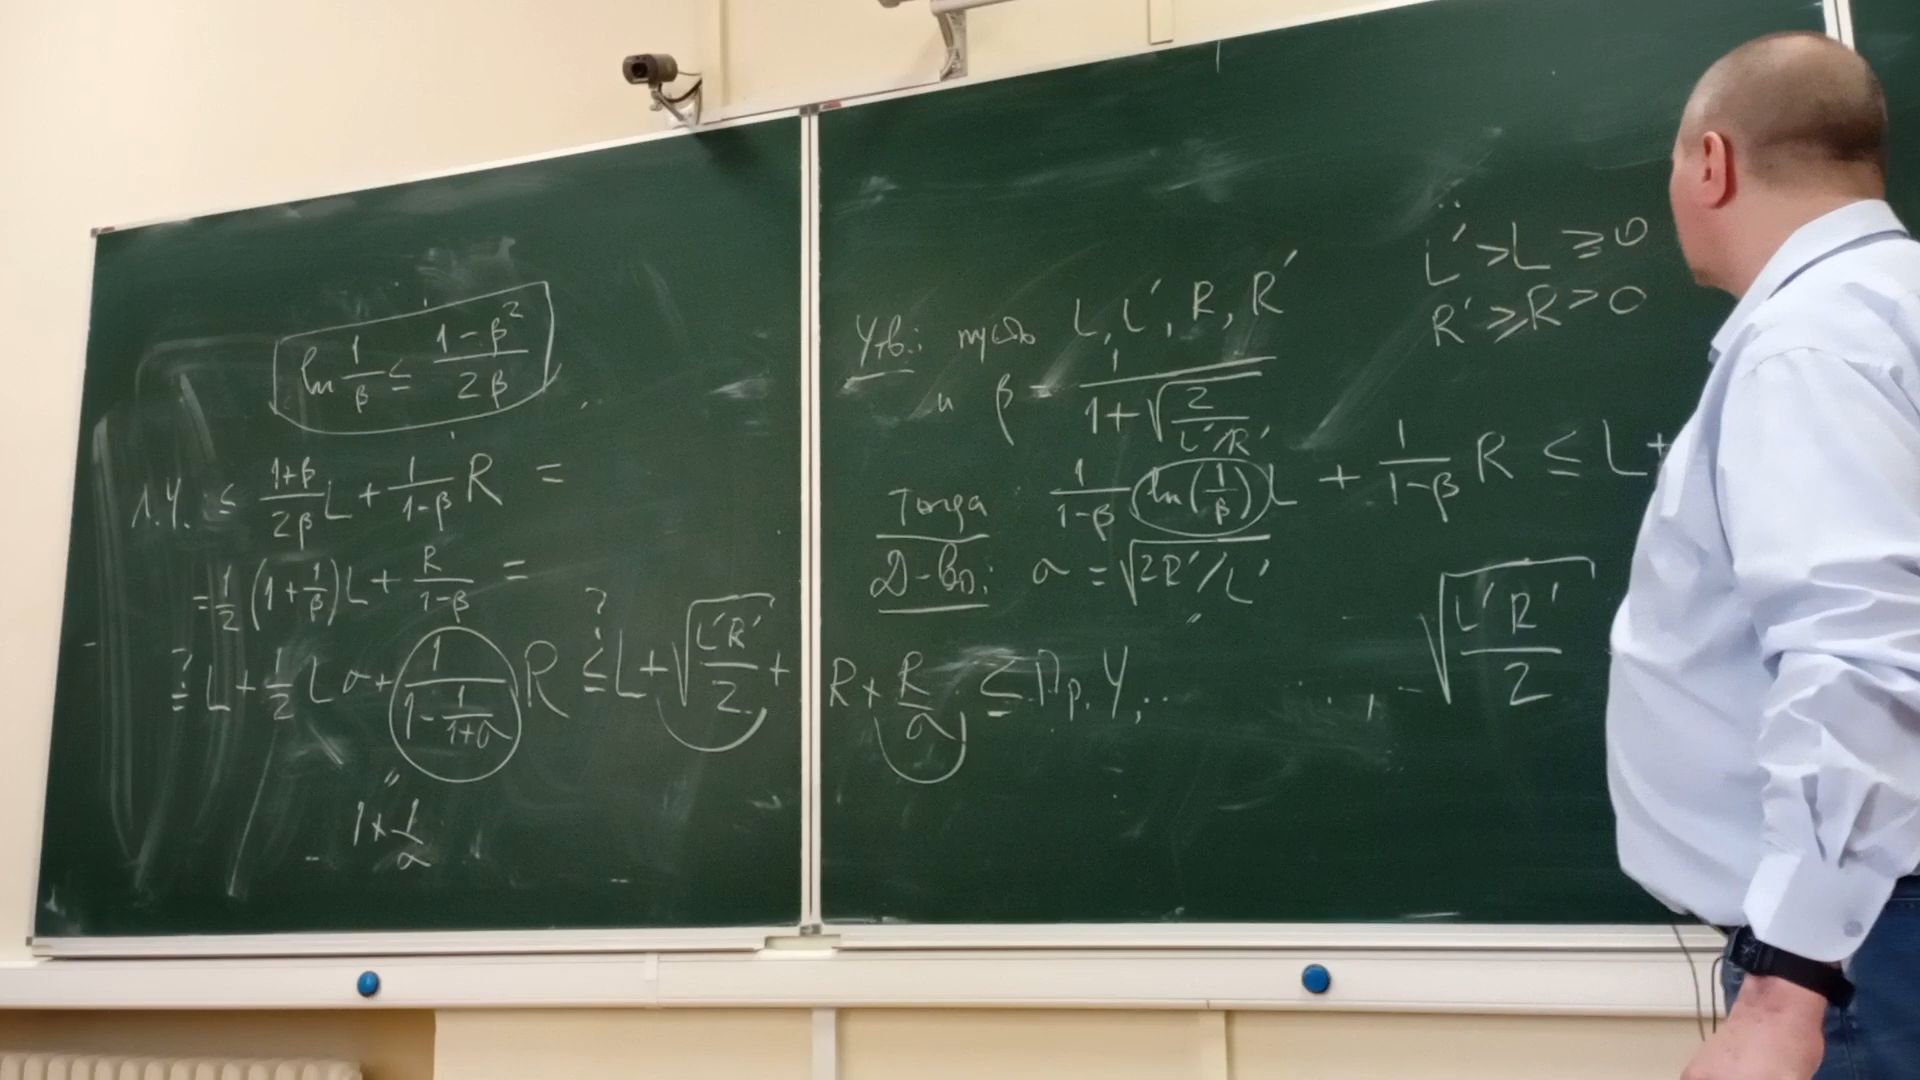 ln 1/β ≤ (1-β²)/(2β)
Л.Ч. ≤ (1+β)/(2β) L + 1/(1-β) R =
= 1/2 (1 + 1/β) L + R/(1-β) =
?= L + 1/2 L a + 1/(1 - 1/(1+a)) R ?≤ L + √(L'R'/2) + R + R/a ≤ Пр. Ч.
" 1 + 1/a
L' > L ≥ 0
R' ≥ R > 0
Утв.: пусть L, L', R, R'
и β = 1/(1 + √(2/(L'/R')))
Тогда: 1/(1-β) ln(1/β) L + 1/(1-β) R ≤ L +
Д-во: a = √(2R'/L')
√(L'R'/2)